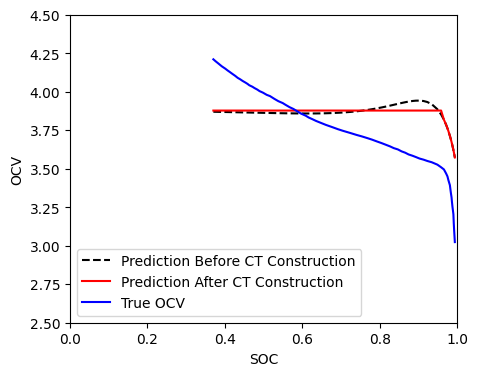 4.50
4.25
4.00
3.75
3.50
3.25
3.00
2.75
2.50
OCV
Prediction Before CT Construction
Prediction After CT Construction
True OCV
0.0 0.2 0.4 0.6 0.8 1.0
SOC